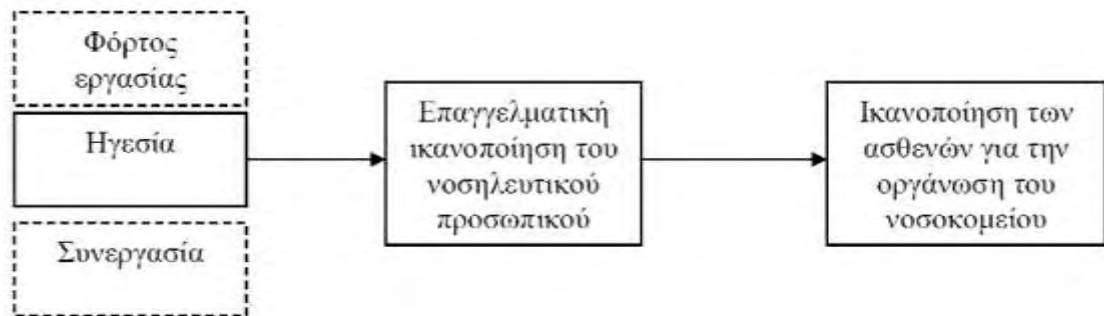 Φόρτος
εργασίας
Ηγεσία
Συνεργασία
Επαγγελματική
ικανοποίηση του
νοσηλευτικού
προσωπικού
Ικανοποίηση των
ασθενών για την
οργάνωση του
νοσοκομείου